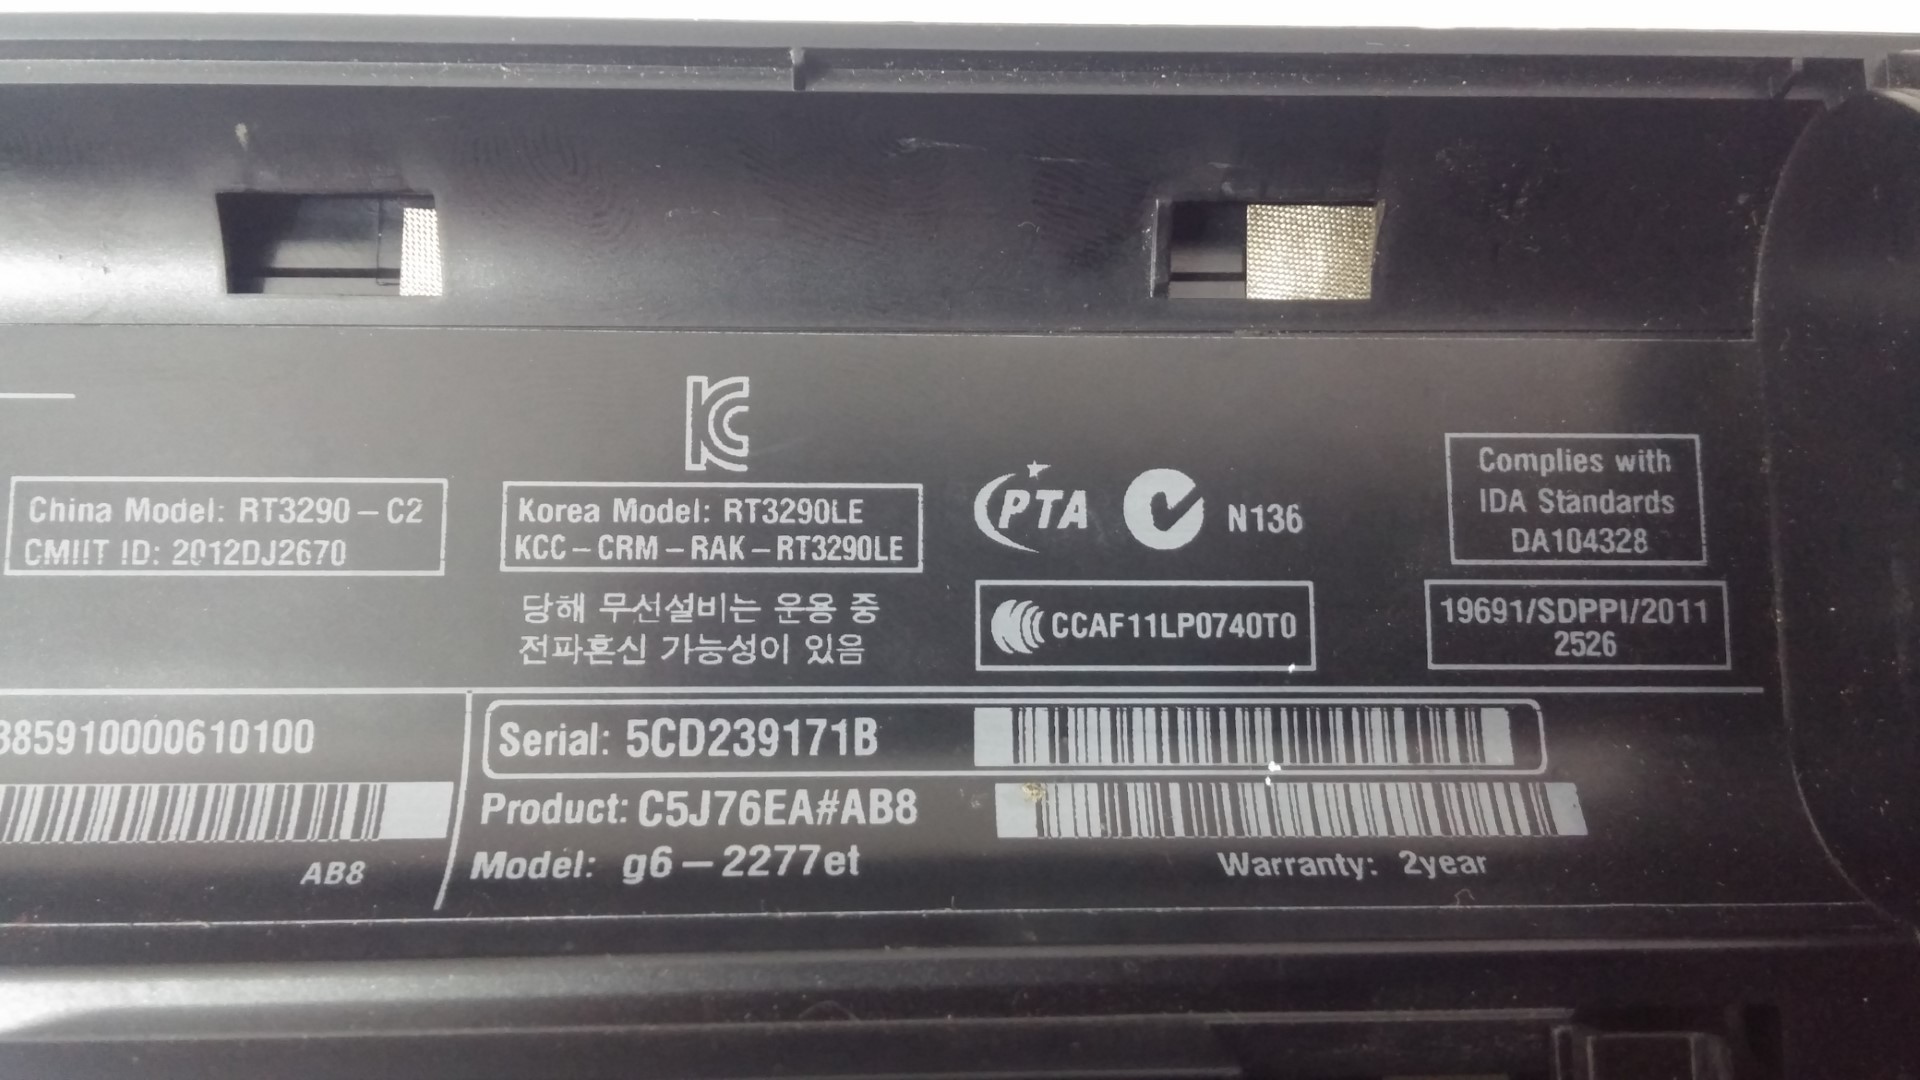 China Model: RT3290-C2
CMIIT ID: 2012DJ2670
Korea Model: RT3290LE
KCC-CRM-RAK-RT3290LE
당해 무선설비는 운용 중
전파혼신 가능성이 있음
PTA
N136
CCAF11LP0740T0
Complies with
IDA Standards
DA104328
19691/SDPPI/2011
2526
385910000610100
AB8
Serial: 5CD239171B
Product: C5J76EA#AB8
Model: g6-2277et
Warranty: 2year